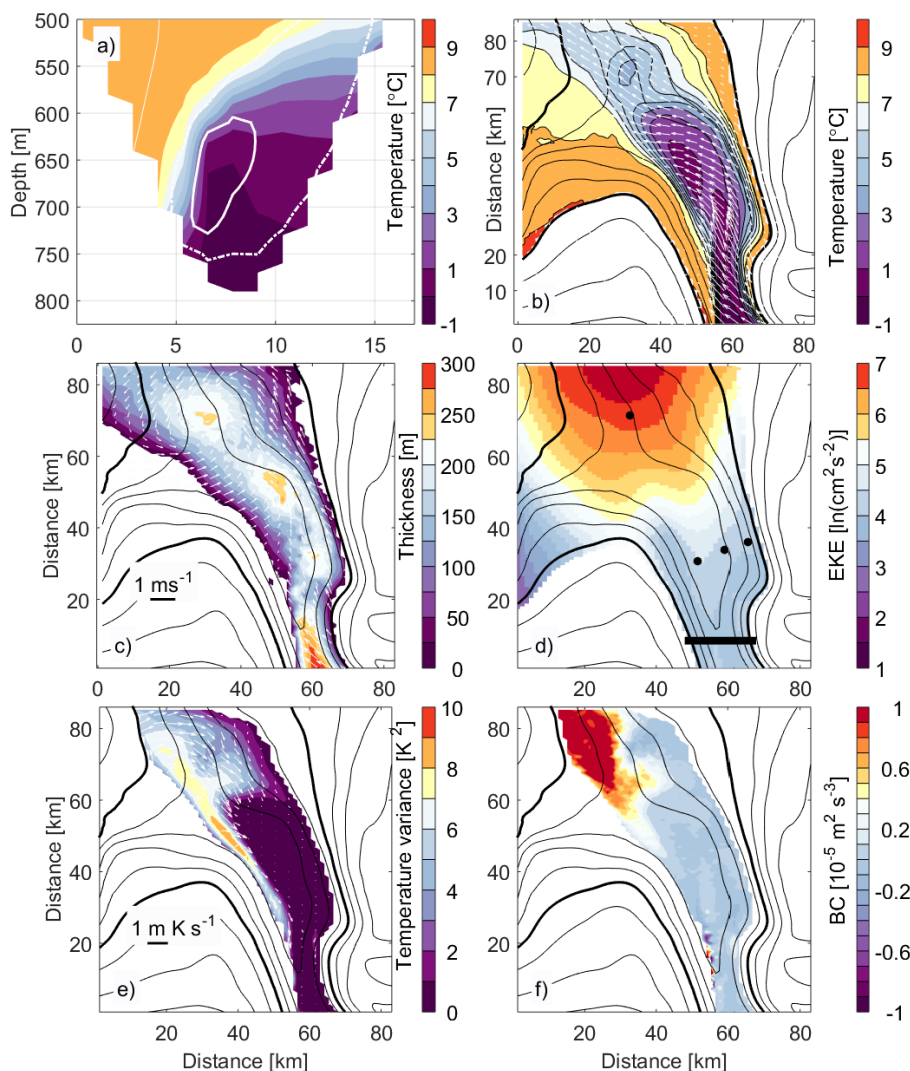 a)
500
550
600
650
700
750
800
Depth [m]
0 5 10 15
9
7
5
3
1
-1
Temperature [°C]
b)
80
70
20
10
Distance [km]
0 20 40 60 80
9
7
5
3
1
-1
Temperature [°C]
c)
80
60
40
20
Distance [km]
1 ms⁻¹
0 20 40 60 80
300
250
200
150
100
50
0
Thickness [m]
d)
80
60
40
20
0 20 40 60 80
7
6
5
4
3
2
1
EKE [ln(cm² s⁻²)]
e)
80
60
40
20
Distance [km]
1 m K s⁻¹
20 40 60 80
Distance [km]
10
8
6
4
2
0
Temperature variance [K²]
f)
80
60
40
20
0 20 40 60 80
Distance [km]
1
0.6
0.2
-0.2
-0.6
-1
BC [10⁻⁵ m² s⁻³]